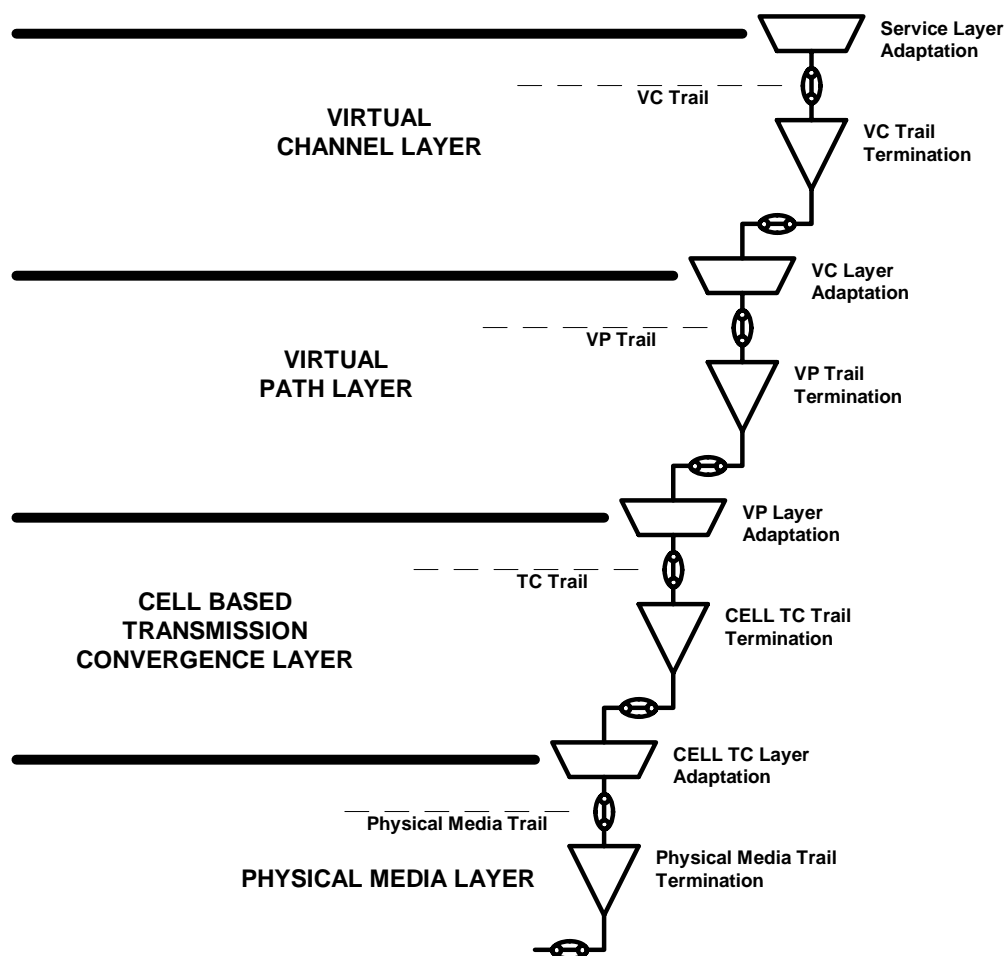 Service Layer
Adaptation
VC Trail
VIRTUAL
CHANNEL LAYER
VC Trail
Termination
VC Layer
Adaptation
VP Trail
VIRTUAL
PATH LAYER
VP Trail
Termination
VP Layer
Adaptation
TC Trail
CELL BASED
TRANSMISSION
CONVERGENCE LAYER
CELL TC Trail
Termination
CELL TC Layer
Adaptation
Physical Media Trail
PHYSICAL MEDIA LAYER
Physical Media Trail
Termination